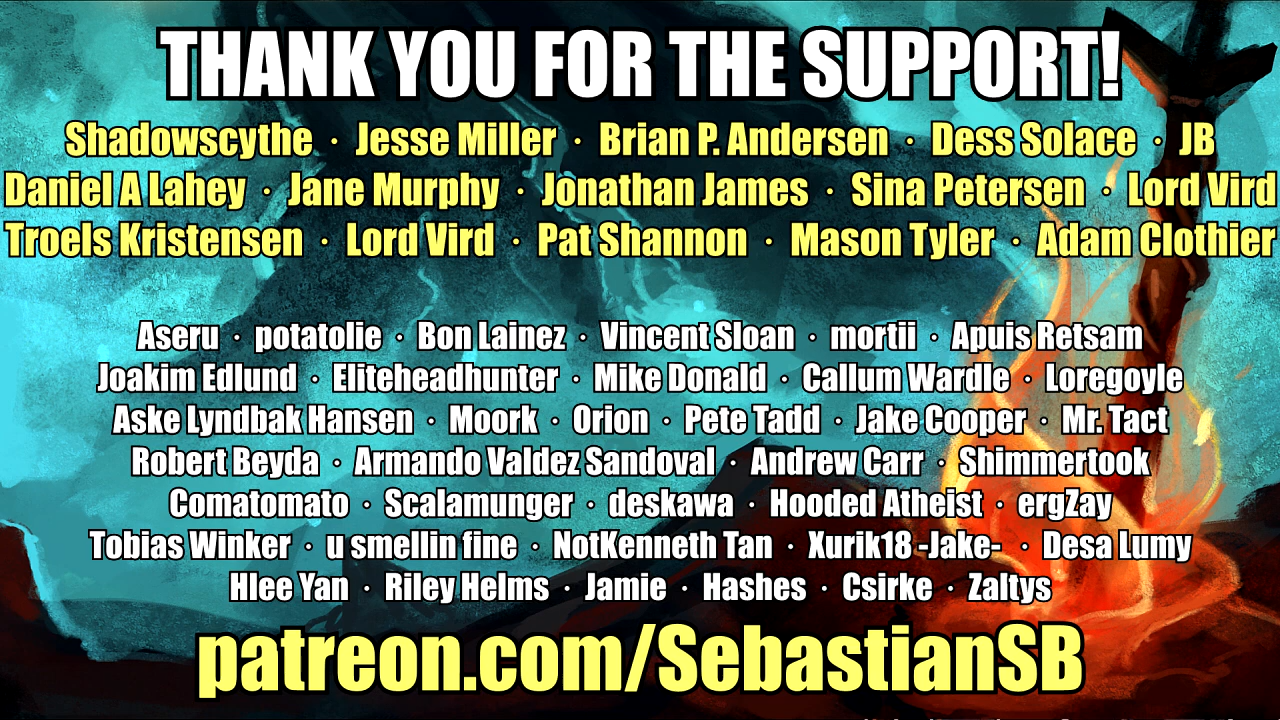 THANK YOU FOR THE SUPPORT!
Shadowscythe · Jesse Miller · Brian P. Andersen · Dess Solace · JB
Daniel A Lahey · Jane Murphy · Jonathan James · Sina Petersen · Lord Vird
Troels Kristensen · Lord Vird · Pat Shannon · Mason Tyler · Adam Clothier
Aseru · potatolie · Bon Lainez · Vincent Sloan · mortii · Apuis Retsam
Joakim Edlund · Eliteheadhunter · Mike Donald · Callum Wardle · Loregoyle
Aske Lyndbak Hansen · Moork · Orion · Pete Tadd · Jake Cooper · Mr. Tact
Robert Beyda · Armando Valdez Sandoval · Andrew Carr · Shimmertook
Comatomato · Scalamunger · deskawa · Hooded Atheist · ergZay
Tobias Winker · u smellin fine · NotKenneth Tan · Xurik18 -Jake- · Desa Lumy
Hlee Yan · Riley Helms · Jamie · Hashes · Csirke · Zaltys
patreon.com/SebastianSB